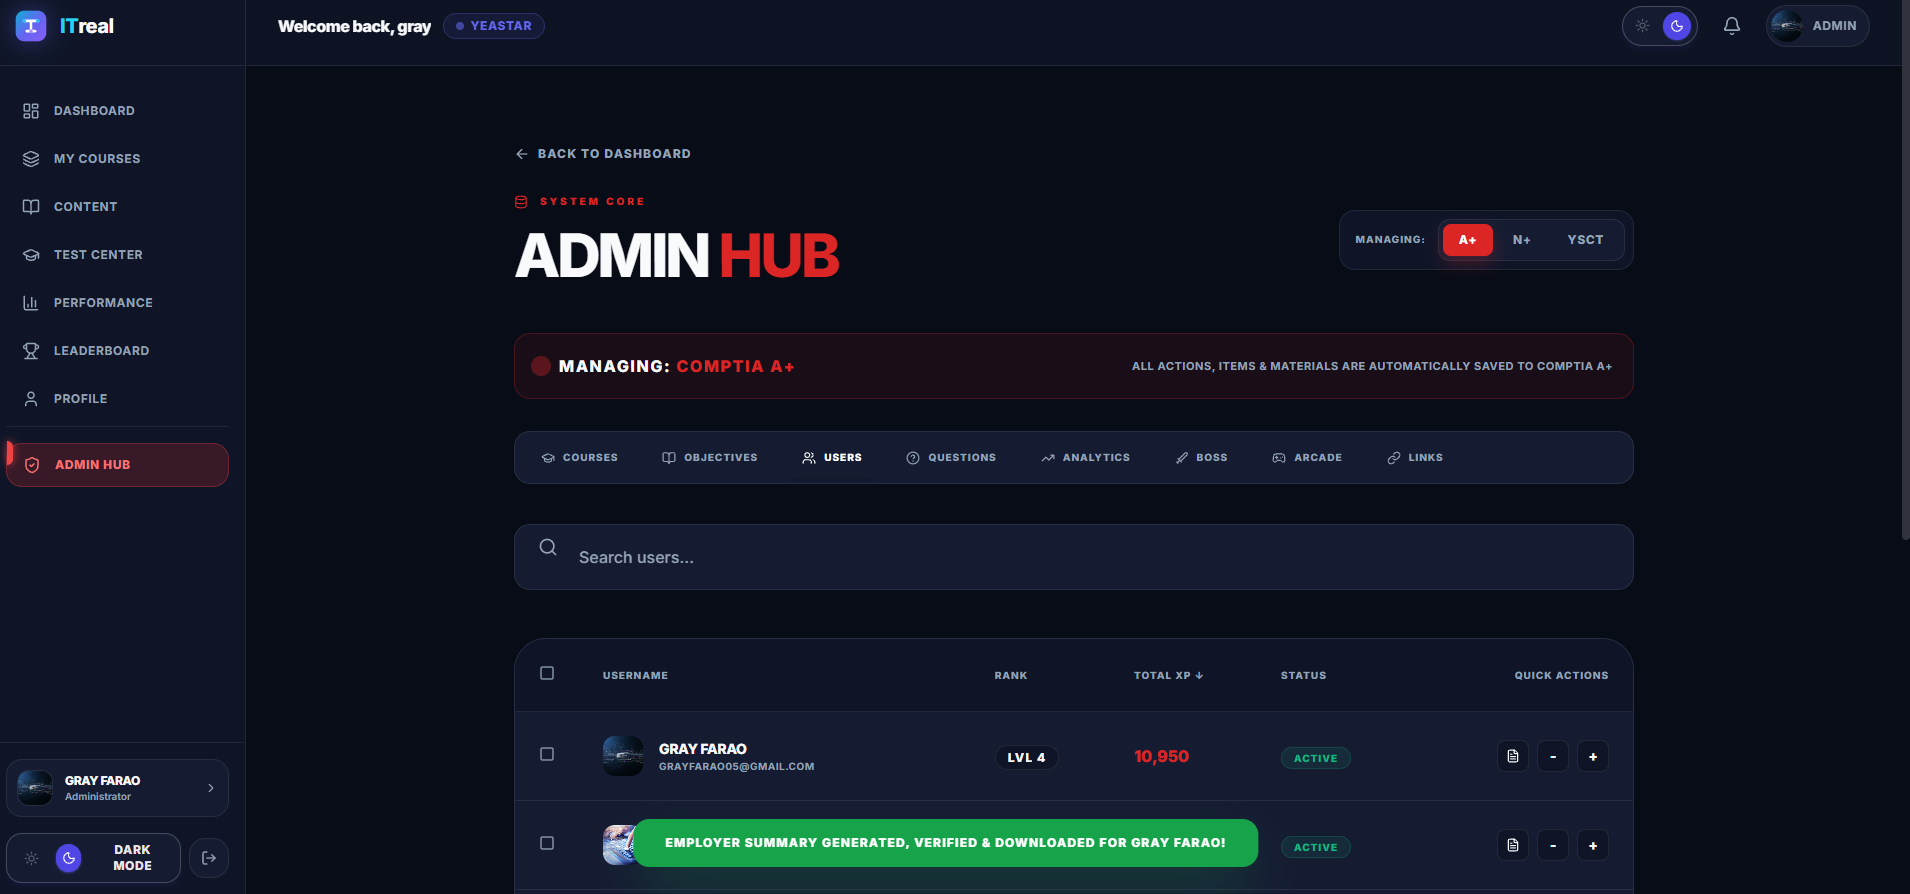 ITreal
Welcome back, gray
YEASTAR
ADMIN
DASHBOARD
MY COURSES
CONTENT
TEST CENTER
PERFORMANCE
LEADERBOARD
PROFILE
ADMIN HUB
BACK TO DASHBOARD
SYSTEM CORE
ADMIN HUB
MANAGING: A+ N+ YSCT
MANAGING: COMPTIA A+
ALL ACTIONS, ITEMS & MATERIALS ARE AUTOMATICALLY SAVED TO COMPTIA A+
COURSES OBJECTIVES USERS QUESTIONS ANALYTICS BOSS ARCADE LINKS
Search users...
USERNAME RANK TOTAL XP ↓ STATUS QUICK ACTIONS
GRAY FARAO
GRAYFARAO05@GMAIL.COM
LVL 4 10,950 ACTIVE - +
EMPLOYER SUMMARY GENERATED, VERIFIED & DOWNLOADED FOR GRAY FARAO!
ACTIVE - +
GRAY FARAO
Administrator
DARK
MODE